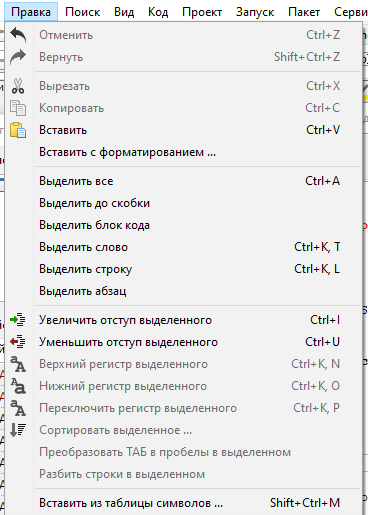 Правка Поиск Вид Код Проект Запуск Пакет Серви
Отменить Ctrl+Z
Вернуть Shift+Ctrl+Z
Вырезать Ctrl+X
Копировать Ctrl+C
Вставить Ctrl+V
Вставить с форматированием ...
Выделить все Ctrl+A
Выделить до скобки
Выделить блок кода
Выделить слово Ctrl+K, T
Выделить строку Ctrl+K, L
Выделить абзац
Увеличить отступ выделенного Ctrl+I
Уменьшить отступ выделенного Ctrl+U
Верхний регистр выделенного Ctrl+K, N
Нижний регистр выделенного Ctrl+K, O
Переключить регистр выделенного Ctrl+K, P
Сортировать выделенное ...
Преобразовать ТАБ в пробелы в выделенном
Разбить строки в выделенном
Вставить из таблицы символов ... Shift+Ctrl+M